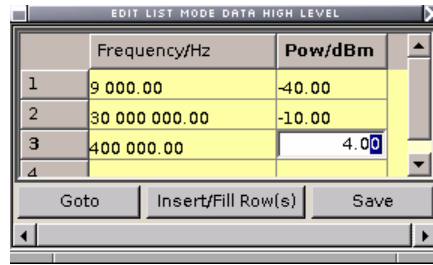 EDIT LIST MODE DATA HIGH LEVEL
Frequency/Hz Pow/dBm
1 9 000.00 -40.00
2 30 000 000.00 -10.00
3 400 000.00 4.00
4
Goto Insert/Fill Row(s) Save